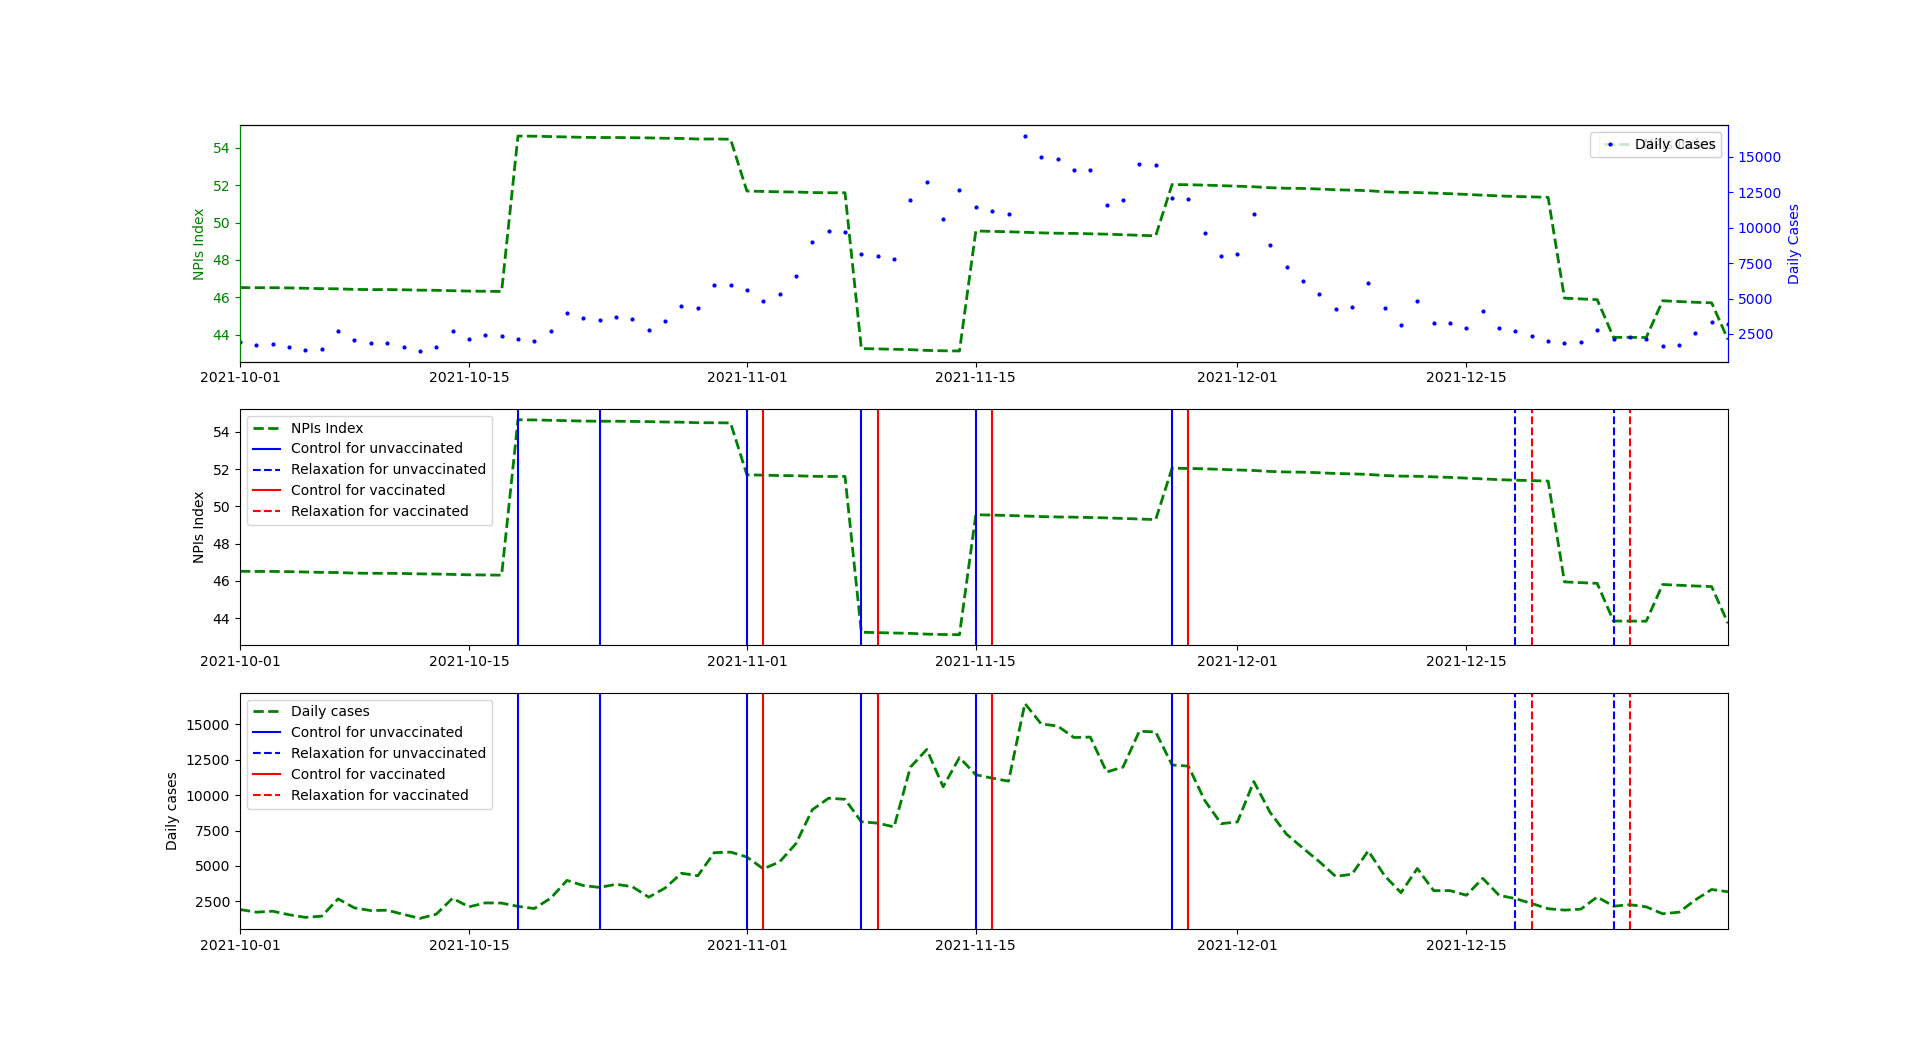 54
52
50
48
46
44
NPIs Index
Daily Cases
15000
12500
10000
7500
5000
2500
Daily Cases
2021-10-01 2021-10-15 2021-11-01 2021-11-15 2021-12-01 2021-12-15
54
52
50
48
46
44
NPIs Index
NPIs Index
Control for unvaccinated
Relaxation for unvaccinated
Control for vaccinated
Relaxation for vaccinated
2021-10-01 2021-10-15 2021-11-01 2021-11-15 2021-12-01 2021-12-15
15000
12500
10000
7500
5000
2500
Daily cases
Daily cases
Control for unvaccinated
Relaxation for unvaccinated
Control for vaccinated
Relaxation for vaccinated
2021-10-01 2021-10-15 2021-11-01 2021-11-15 2021-12-01 2021-12-15